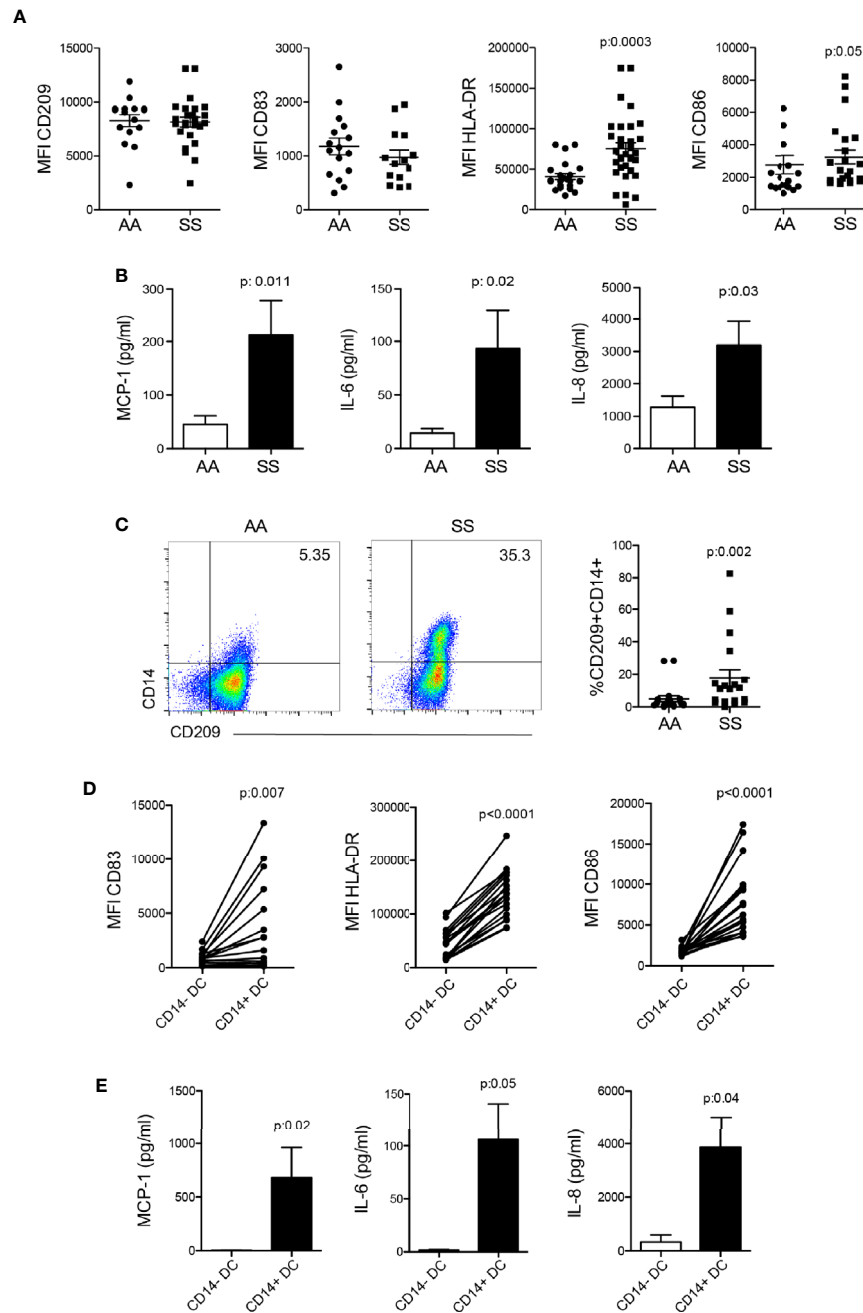 A
MFI CD209
15000
10000
5000
0
AA SS
MFI CD83
3000
2000
1000
0
AA SS
MFI HLA-DR
200000
150000
100000
50000
0
p:0.0003
AA SS
MFI CD86
10000
8000
6000
4000
2000
0
p:0.05
AA SS
B
MCP-1 (pg/ml)
300
200
100
0
p: 0.011
AA SS
IL-6 (pg/ml)
150
100
50
0
p: 0.02
AA SS
IL-8 (pg/ml)
5000
4000
3000
2000
1000
0
p:0.03
AA SS
C
AA
5.35
SS
35.3
CD14
CD209
%CD209+CD14+
100
80
60
40
20
0
p:0.002
AA SS
D
MFI CD83
15000
10000
5000
0
p:0.007
CD14- DC
CD14+ DC
MFI HLA-DR
300000
200000
100000
0
p<0.0001
CD14- DC
CD14+ DC
MFI CD86
20000
15000
10000
5000
0
p<0.0001
CD14- DC
CD14+ DC
E
MCP-1 (pg/ml)
1500
1000
500
0
p:0.02
CD14- DC
CD14+ DC
IL-6 (pg/ml)
150
100
50
0
p:0.05
CD14- DC
CD14+ DC
IL-8 (pg/ml)
6000
4000
2000
0
p:0.04
CD14- DC
CD14+ DC